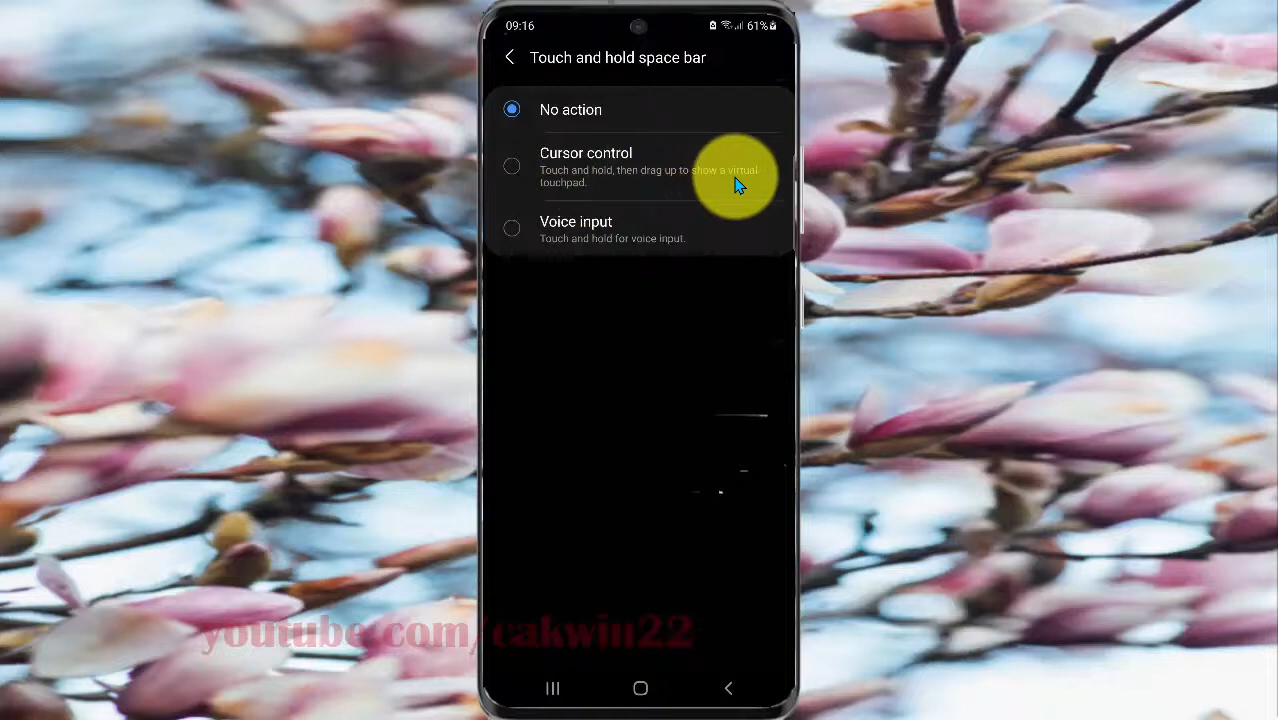 09:16
61%
Touch and hold space bar
No action
Cursor control
Touch and hold, then drag up to show a virtual
touchpad.
Voice input
Touch and hold for voice input.
youtube.com/cakwin22